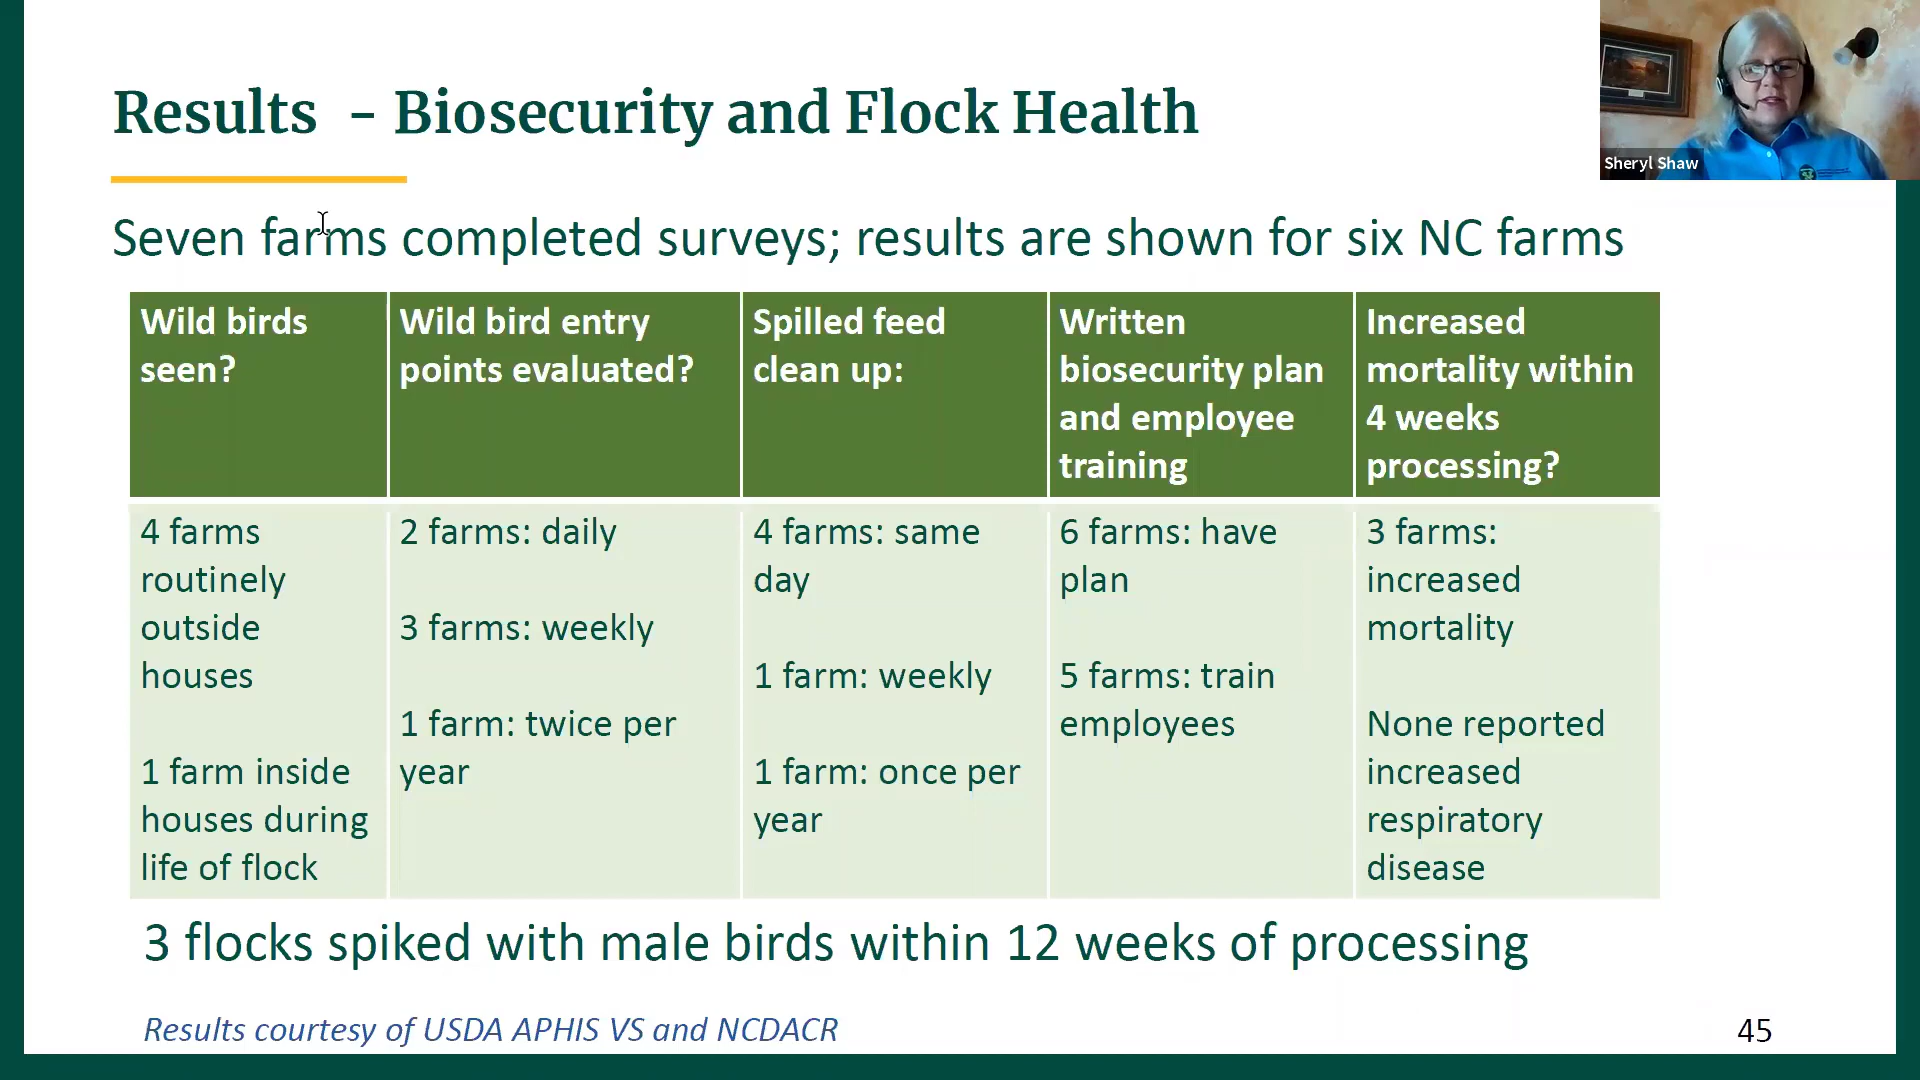 Results - Biosecurity and Flock Health
Sheryl Shaw
Seven farms completed surveys; results are shown for six NC farms
Wild birds
seen?
Wild bird entry
points evaluated?
Spilled feed
clean up:
Written
biosecurity plan
and employee
training
Increased
mortality within
4 weeks
processing?
4 farms
routinely
outside
houses
1 farm inside
houses during
life of flock
2 farms: daily
3 farms: weekly
1 farm: twice per
year
4 farms: same
day
1 farm: weekly
1 farm: once per
year
6 farms: have
plan
5 farms: train
employees
3 farms:
increased
mortality
None reported
increased
respiratory
disease
3 flocks spiked with male birds within 12 weeks of processing
Results courtesy of USDA APHIS VS and NCDACR
45